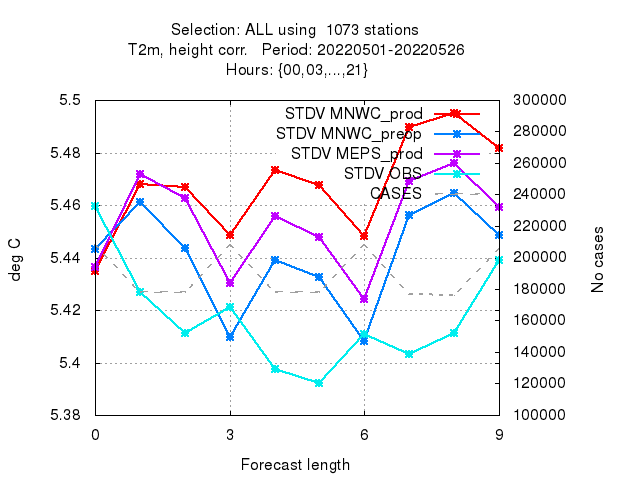 Selection: ALL using  1073 stations
T2m, height corr.   Period: 20220501-20220526
Hours: {00,03,...,21}
5.5
5.48
5.46
5.44
5.42
5.4
5.38
deg C
STDV MNWC_prod
STDV MNWC_preop
STDV MEPS_prod
STDV OBS
CASES
300000
280000
260000
240000
220000
200000
180000
160000
140000
120000
100000
No cases
0 3 6 9
Forecast length